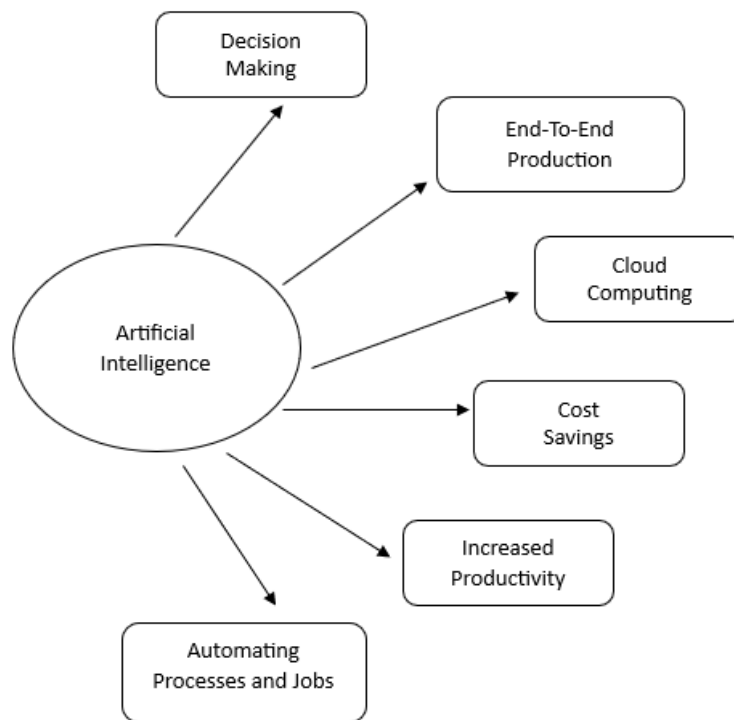 Decision
Making
End-To-End
Production
Cloud
Computing
Artificial
Intelligence
Cost
Savings
Increased
Productivity
Automating
Processes and Jobs